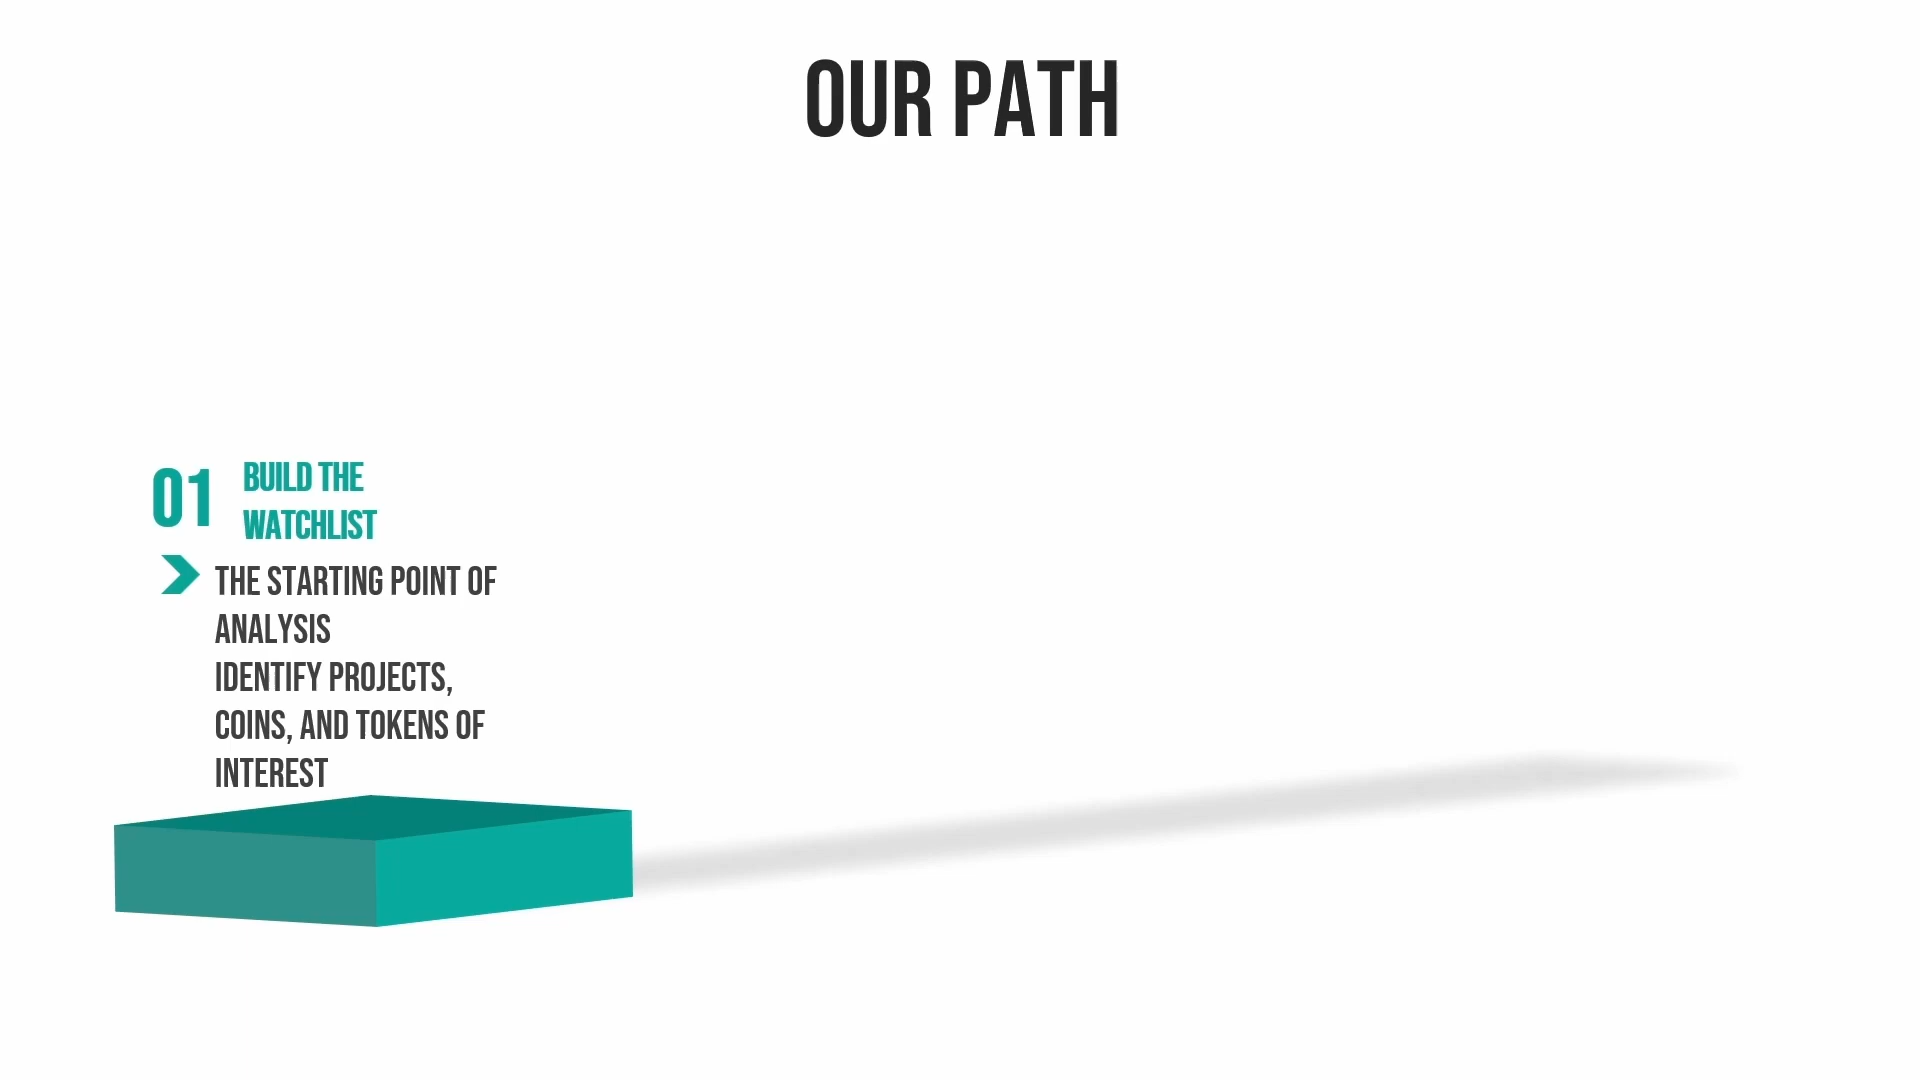 OUR PATH
01
BUILD THE
WATCHLIST
THE STARTING POINT OF
ANALYSIS
IDENTIFY PROJECTS,
COINS, AND TOKENS OF
INTEREST